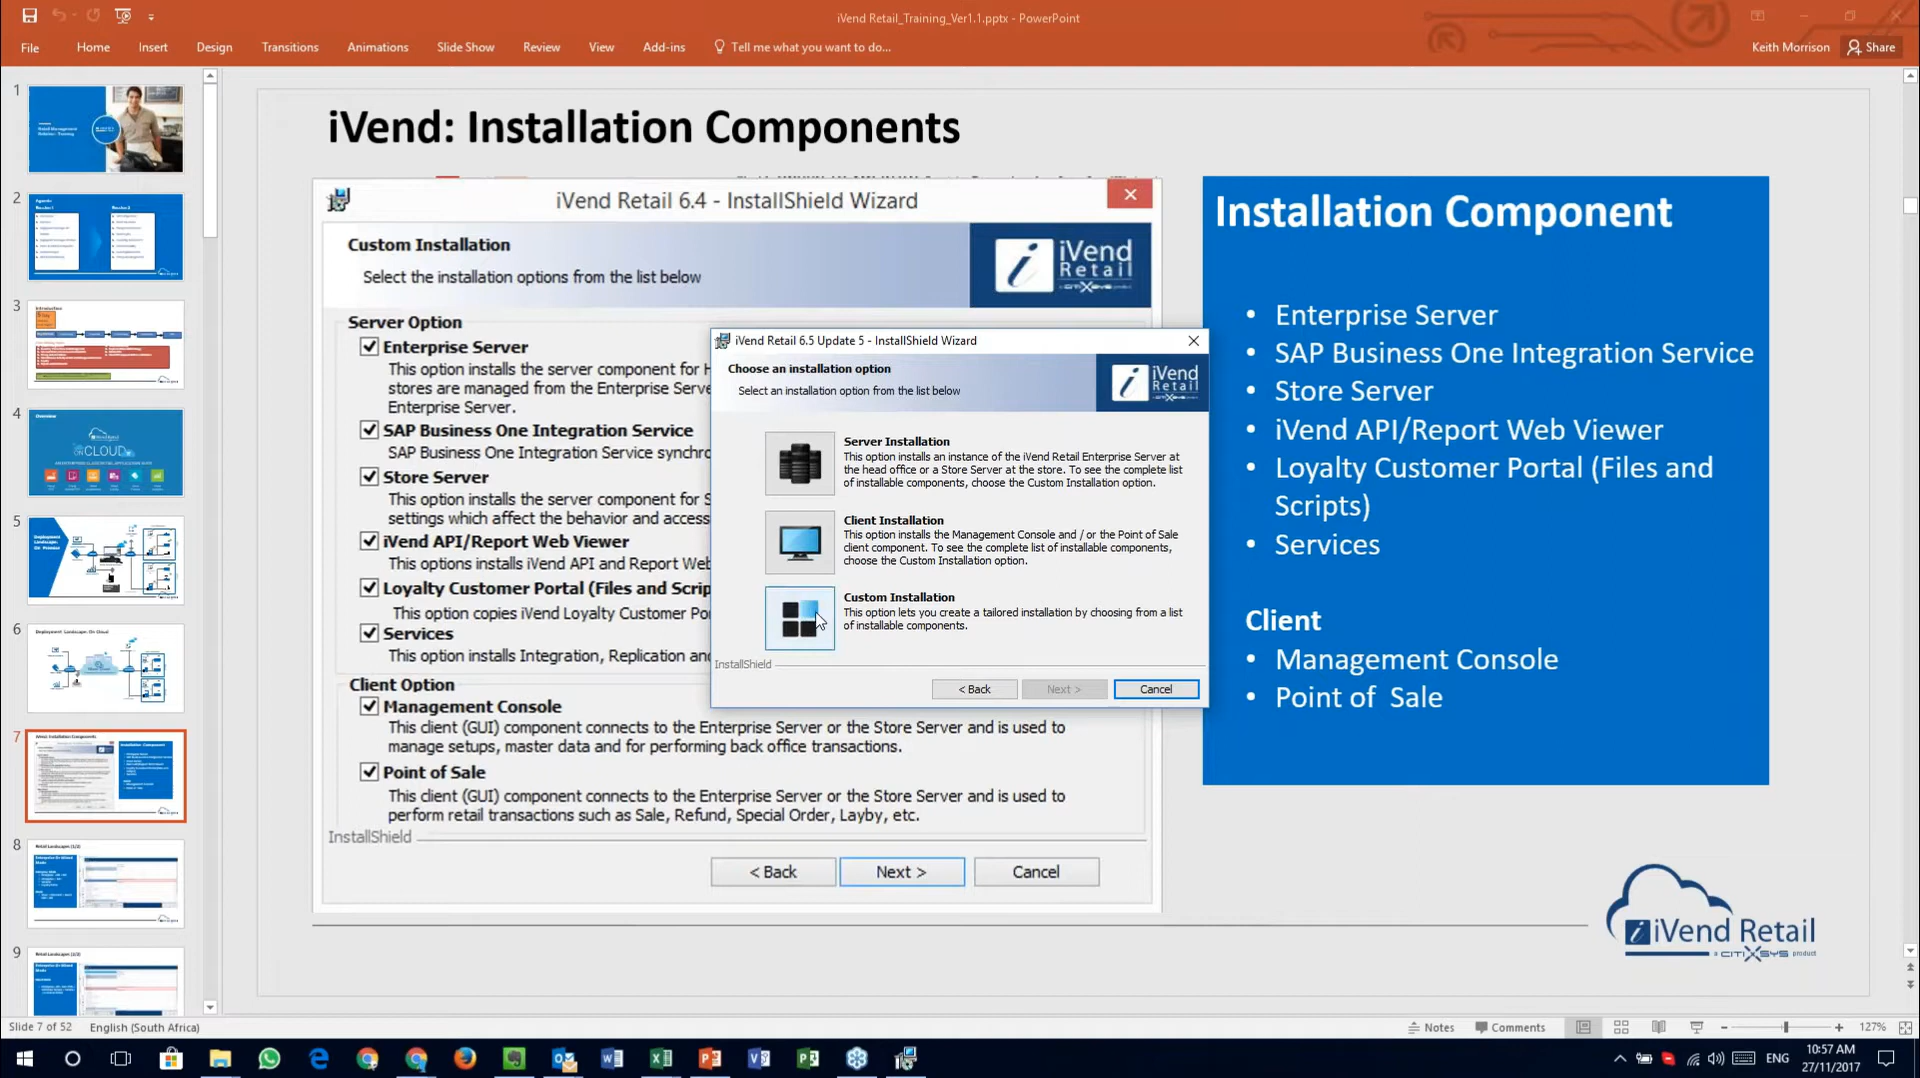 iVend Retail_Training_Ver1.1.pptx - PowerPoint
File Home Insert Design Transitions Animations Slide Show Review View Add-ins Tell me what you want to do... Keith Morrison Share
1
2
3
4
5
6
7
8
9
iVend: Installation Components
iVend Retail 6.4 - InstallShield Wizard
Custom Installation
Select the installation options from the list below
iVend
Retail
a CITIXSYS product
Server Option
Enterprise Server
This option installs the server component for H
stores are managed from the Enterprise Serve
Enterprise Server.
SAP Business One Integration Service
SAP Business One Integration Service synchro
Store Server
This option installs the server component for S
settings which affect the behavior and access
iVend API/Report Web Viewer
This options installs iVend API and Report Web
Loyalty Customer Portal (Files and Scrip
This option copies iVend Loyalty Customer Po
Services
This option installs Integration, Replication and
Client Option
Management Console
This client (GUI) component connects to the Enterprise Server or the Store Server and is used to
manage setups, master data and for performing back office transactions.
Point of Sale
This client (GUI) component connects to the Enterprise Server or the Store Server and is used to
perform retail transactions such as Sale, Refund, Special Order, Layby, etc.
InstallShield
< Back Next > Cancel
iVend Retail 6.5 Update 5 - InstallShield Wizard
Choose an installation option
Select an installation option from the list below
iVend
Retail
Server Installation
This option installs an instance of the iVend Retail Enterprise Server at
the head office or a Store Server at the store. To see the complete list
of installable components, choose the Custom Installation option.
Client Installation
This option installs the Management Console and / or the Point of Sale
client component. To see the complete list of installable components,
choose the Custom Installation option.
Custom Installation
This option lets you create a tailored installation by choosing from a list
of installable components.
InstallShield
< Back Next > Cancel
Installation Component
• Enterprise Server
• SAP Business One Integration Service
• Store Server
• iVend API/Report Web Viewer
• Loyalty Customer Portal (Files and
Scripts)
• Services
Client
• Management Console
• Point of Sale
iVend Retail
a CITIXSYS product
Slide 7 of 52 English (South Africa) Notes Comments 127%
ENG 10:57 AM
27/11/2017